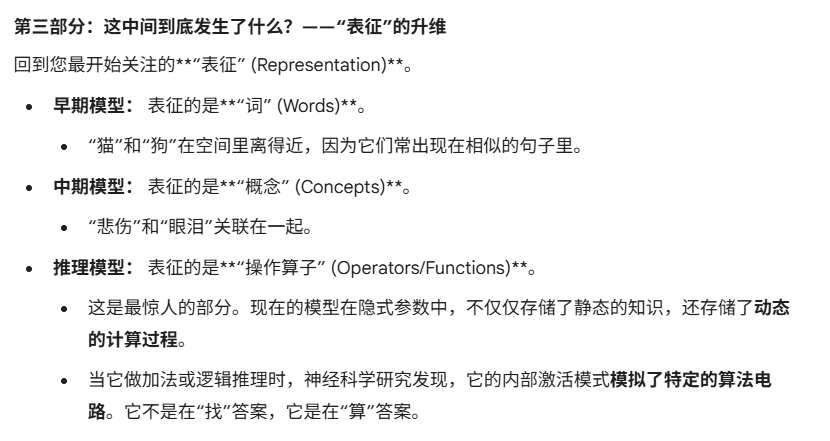 第三部分：这中间到底发生了什么？——“表征”的升维
回到您最开始关注的**“表征” (Representation)**。
• 早期模型： 表征的是**“词” (Words)**。
• “猫”和“狗”在空间里离得近，因为它们常出现在相似的句子里。
• 中期模型： 表征的是**“概念” (Concepts)**。
• “悲伤”和“眼泪”关联在一起。
• 推理模型： 表征的是**“操作算子” (Operators/Functions)**。
• 这是最惊人的部分。现在的模型在隐式参数中，不仅仅存储了静态的知识，还存储了动态
的计算过程。
• 当它做加法或逻辑推理时，神经科学研究发现，它的内部激活模式模拟了特定的算法电
路。它不是在“找”答案，它是在“算”答案。